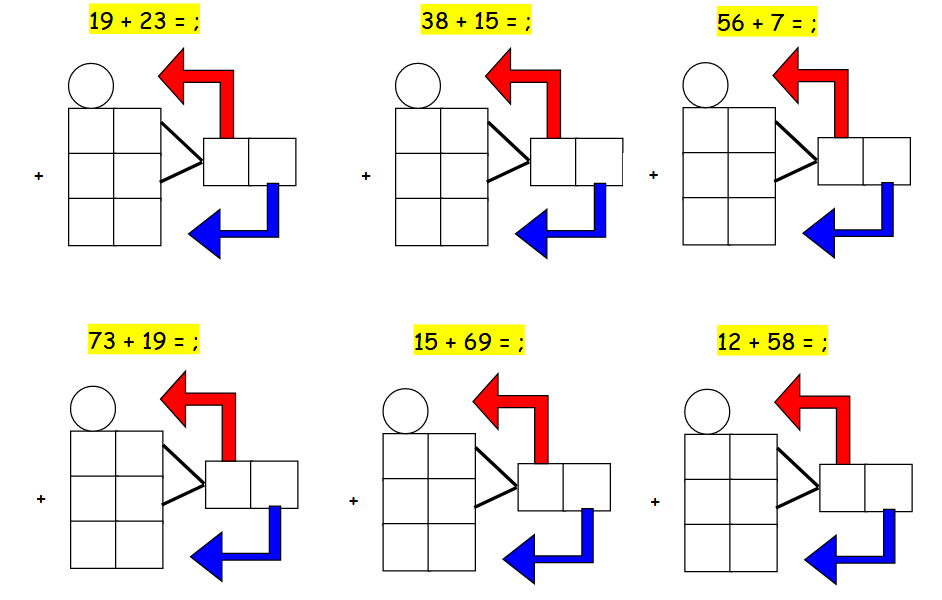 19 + 23 = ;
38 + 15 = ;
56 + 7 = ;
+
+
+
73 + 19 = ;
15 + 69 = ;
12 + 58 = ;
+
+
+